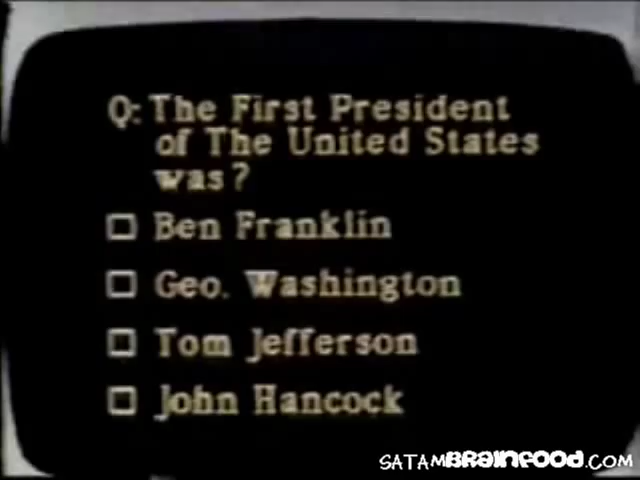 Q: The First President
of The United States
was?
☐ Ben Franklin
☐ Geo. Washington
☐ Tom Jefferson
☐ John Hancock
SATAMBRAINFOOD.COM